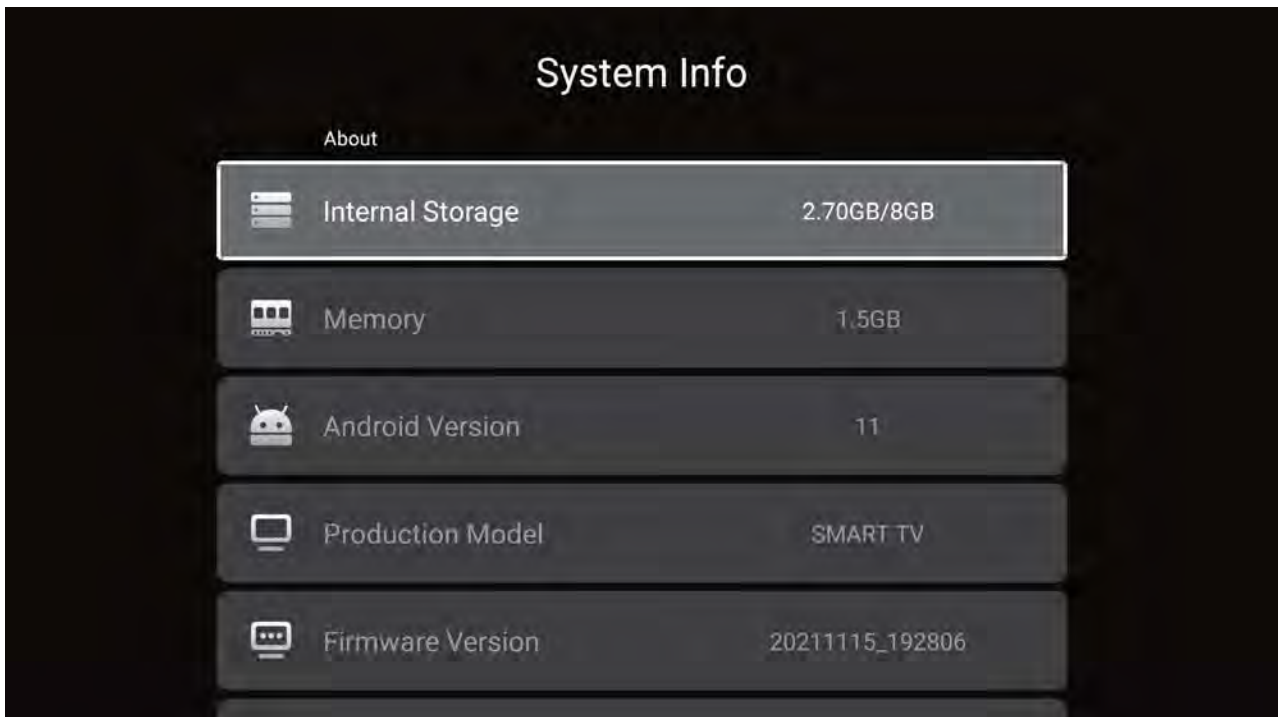 System Info
About
Internal Storage 2.70GB/8GB
Memory 1.5GB
Android Version 11
Production Model SMART TV
Firmware Version 20211115_192806